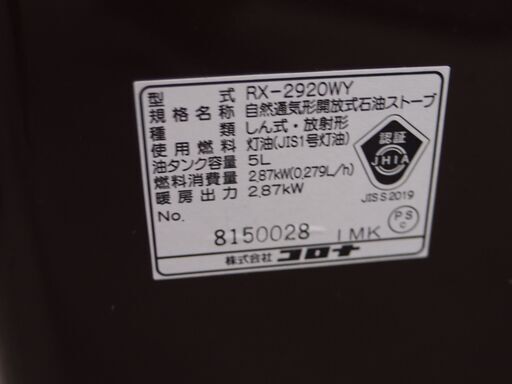 型 式 RX-2920WY
規格名称 自然通気形開放式石油ストーブ
種 類 しん式・放射形
使用燃料 灯油(JIS1号灯油)
油タンク容量 5L
燃料消費量 2.87kW(0,279L/h)
暖房出力 2.87kW
No.
8150028 IMK
株式会社 コロナ
認証
JHIA
JIS S 2019
PS
C